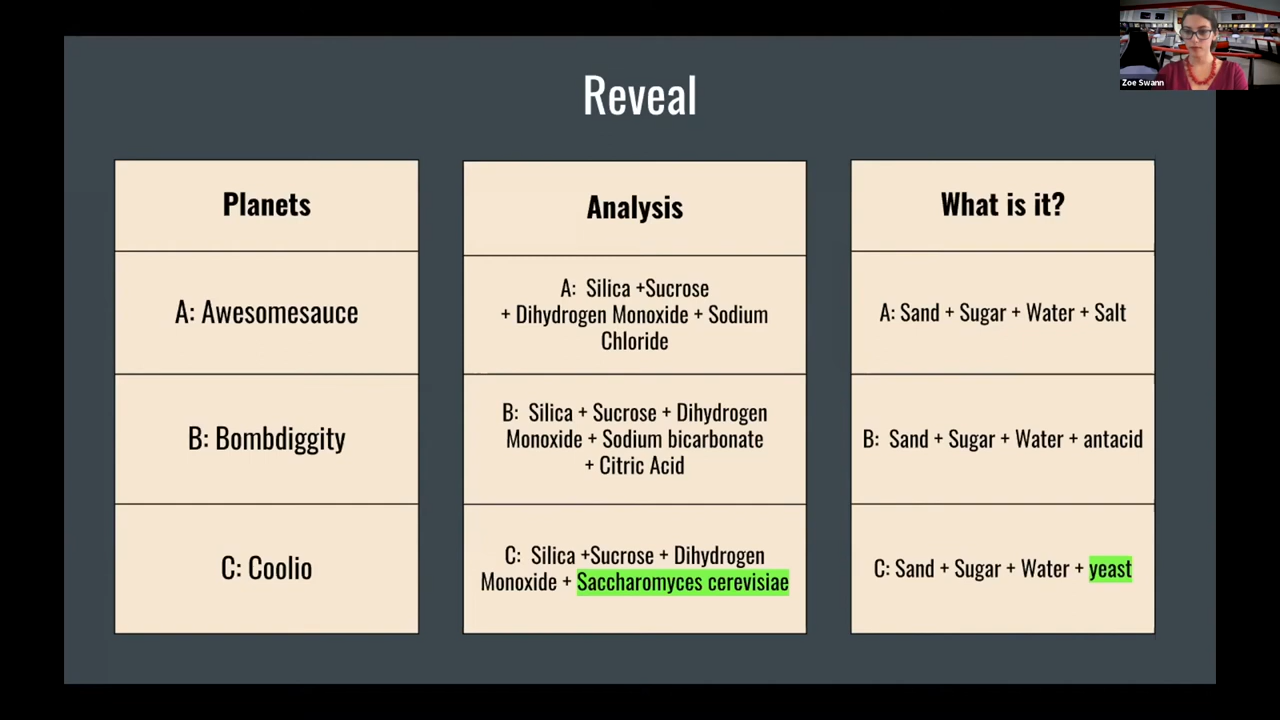 Zoe Swann
Reveal
Planets
A: Awesomesauce
B: Bombdiggity
C: Coolio
Analysis
A: Silica +Sucrose
+ Dihydrogen Monoxide + Sodium
Chloride
B: Silica + Sucrose + Dihydrogen
Monoxide + Sodium bicarbonate
+ Citric Acid
C: Silica +Sucrose + Dihydrogen
Monoxide + Saccharomyces cerevisiae
What is it?
A: Sand + Sugar + Water + Salt
B: Sand + Sugar + Water + antacid
C: Sand + Sugar + Water + yeast